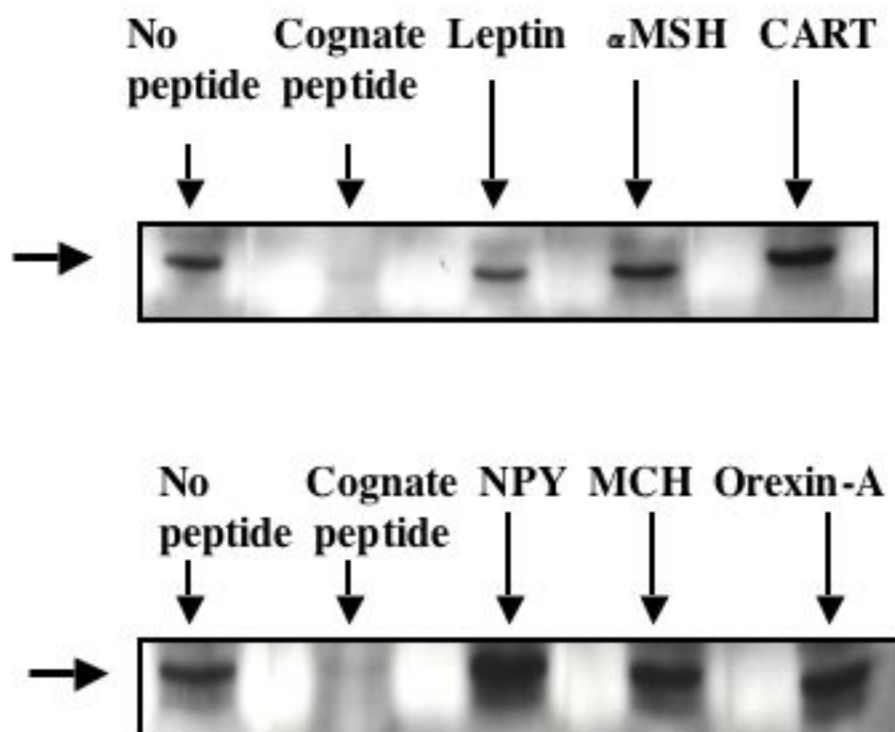 No Cognate Leptin αMSH CART
peptide peptide
No Cognate NPY MCH Orexin-A
peptide peptide